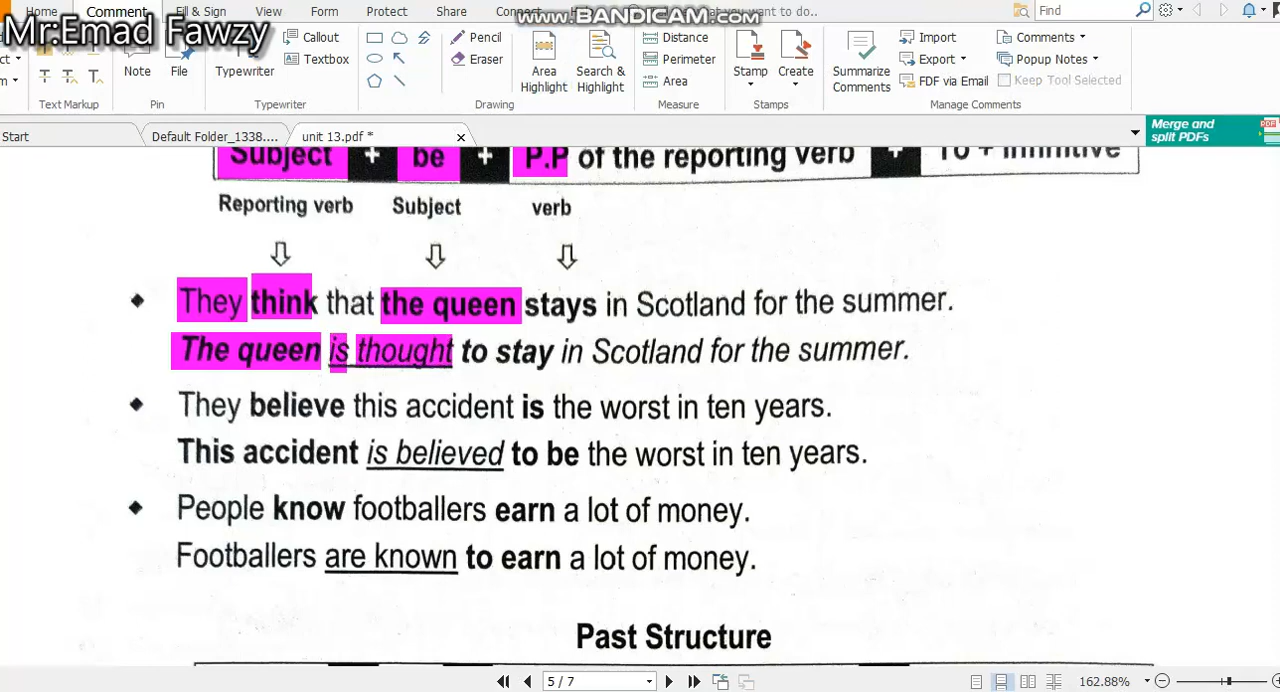 Home Comment View Form Protect Share Connect to do..
Find
www.BANDICAM.com
Mr:Emad Fawzy
Fill & Sign
Note File Typewriter Callout Textbox Pencil Eraser Area Highlight Search & Highlight Distance Perimeter Area Stamp Create Summarize Comments Import Export FDF via Email Comments Popup Notes Keep Tool Selected
Text Markup Pin Typewriter Drawing Measure Stamps Manage Comments
Start Default Folder_1338.... unit 13.pdf * Merge and split PDFs
Subject + be + P.P of the reporting verb + To + infinitive
Reporting verb Subject verb
They think that the queen stays in Scotland for the summer.
The queen is thought to stay in Scotland for the summer.
They believe this accident is the worst in ten years.
This accident is believed to be the worst in ten years.
People know footballers earn a lot of money.
Footballers are known to earn a lot of money.
Past Structure
5 / 7 162.88%